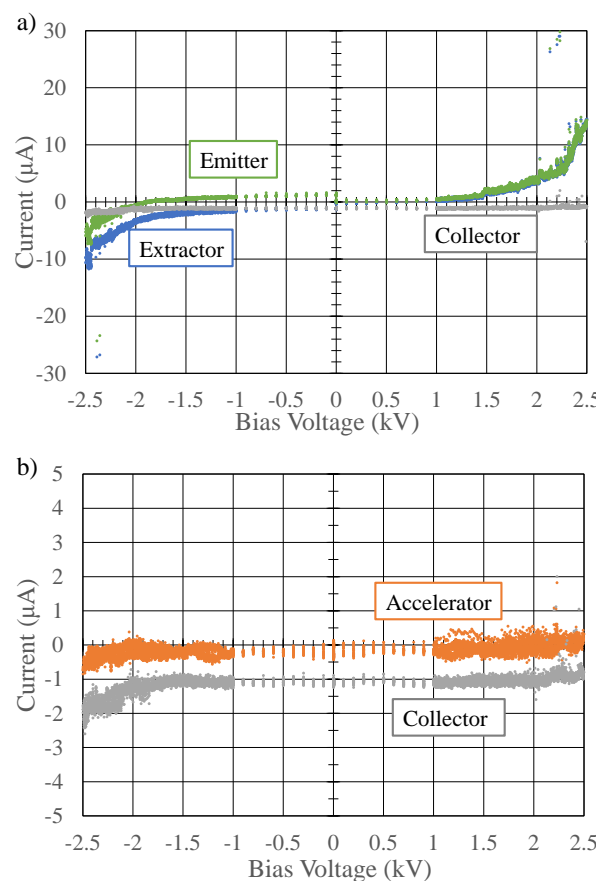 a)
30
20
10
0
-10
-20
-30
Current (µA)
Emitter
Extractor
Collector
-2.5 -2 -1.5 -1 -0.5 0 0.5 1 1.5 2 2.5
Bias Voltage (kV)
b)
5
4
3
2
1
0
-1
-2
-3
-4
-5
Current (µA)
Accelerator
Collector
-2.5 -2 -1.5 -1 -0.5 0 0.5 1 1.5 2 2.5
Bias Voltage (kV)